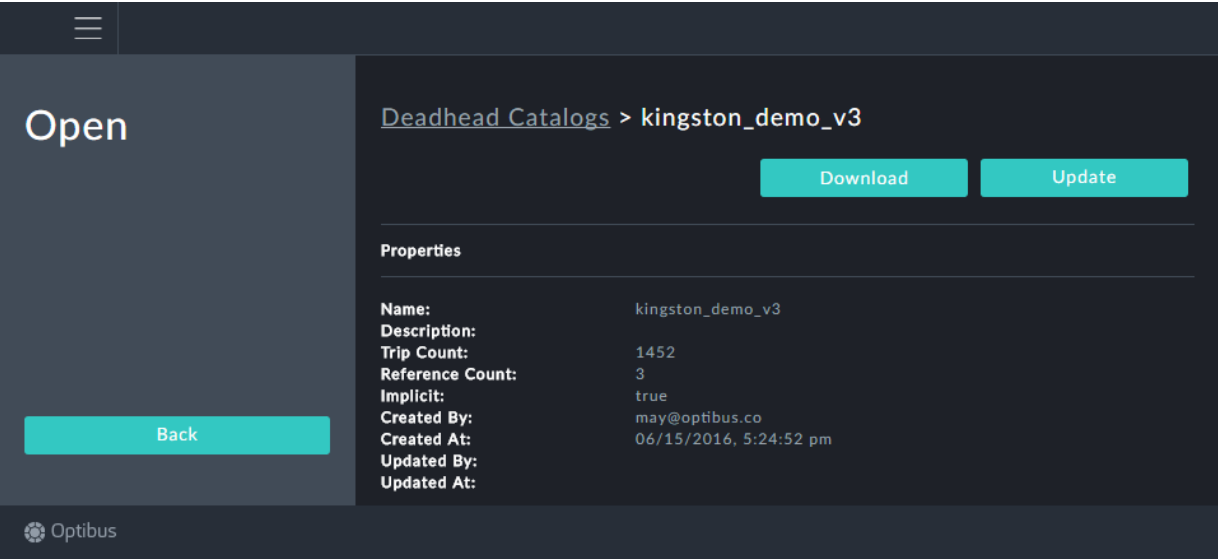 Open
Deadhead Catalogs > kingston_demo_v3
Download Update
Properties
Name: kingston_demo_v3
Description:
Trip Count: 1452
Reference Count: 3
Implicit: true
Created By: may@optibus.co
Created At: 06/15/2016, 5:24:52 pm
Updated By:
Updated At:
Back
Optibus